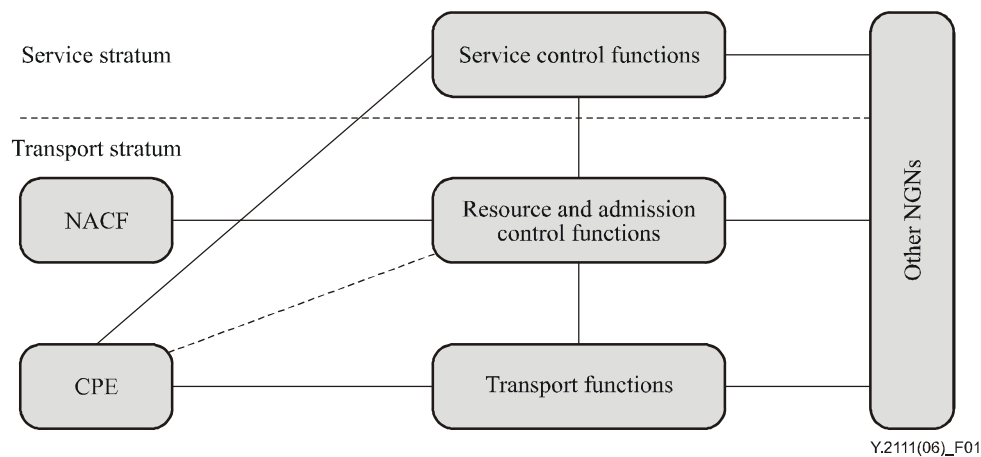 Service stratum
Service control functions
Transport stratum
NACF
Resource and admission
control functions
Other NGNs
CPE
Transport functions
Y.2111(06)_F01